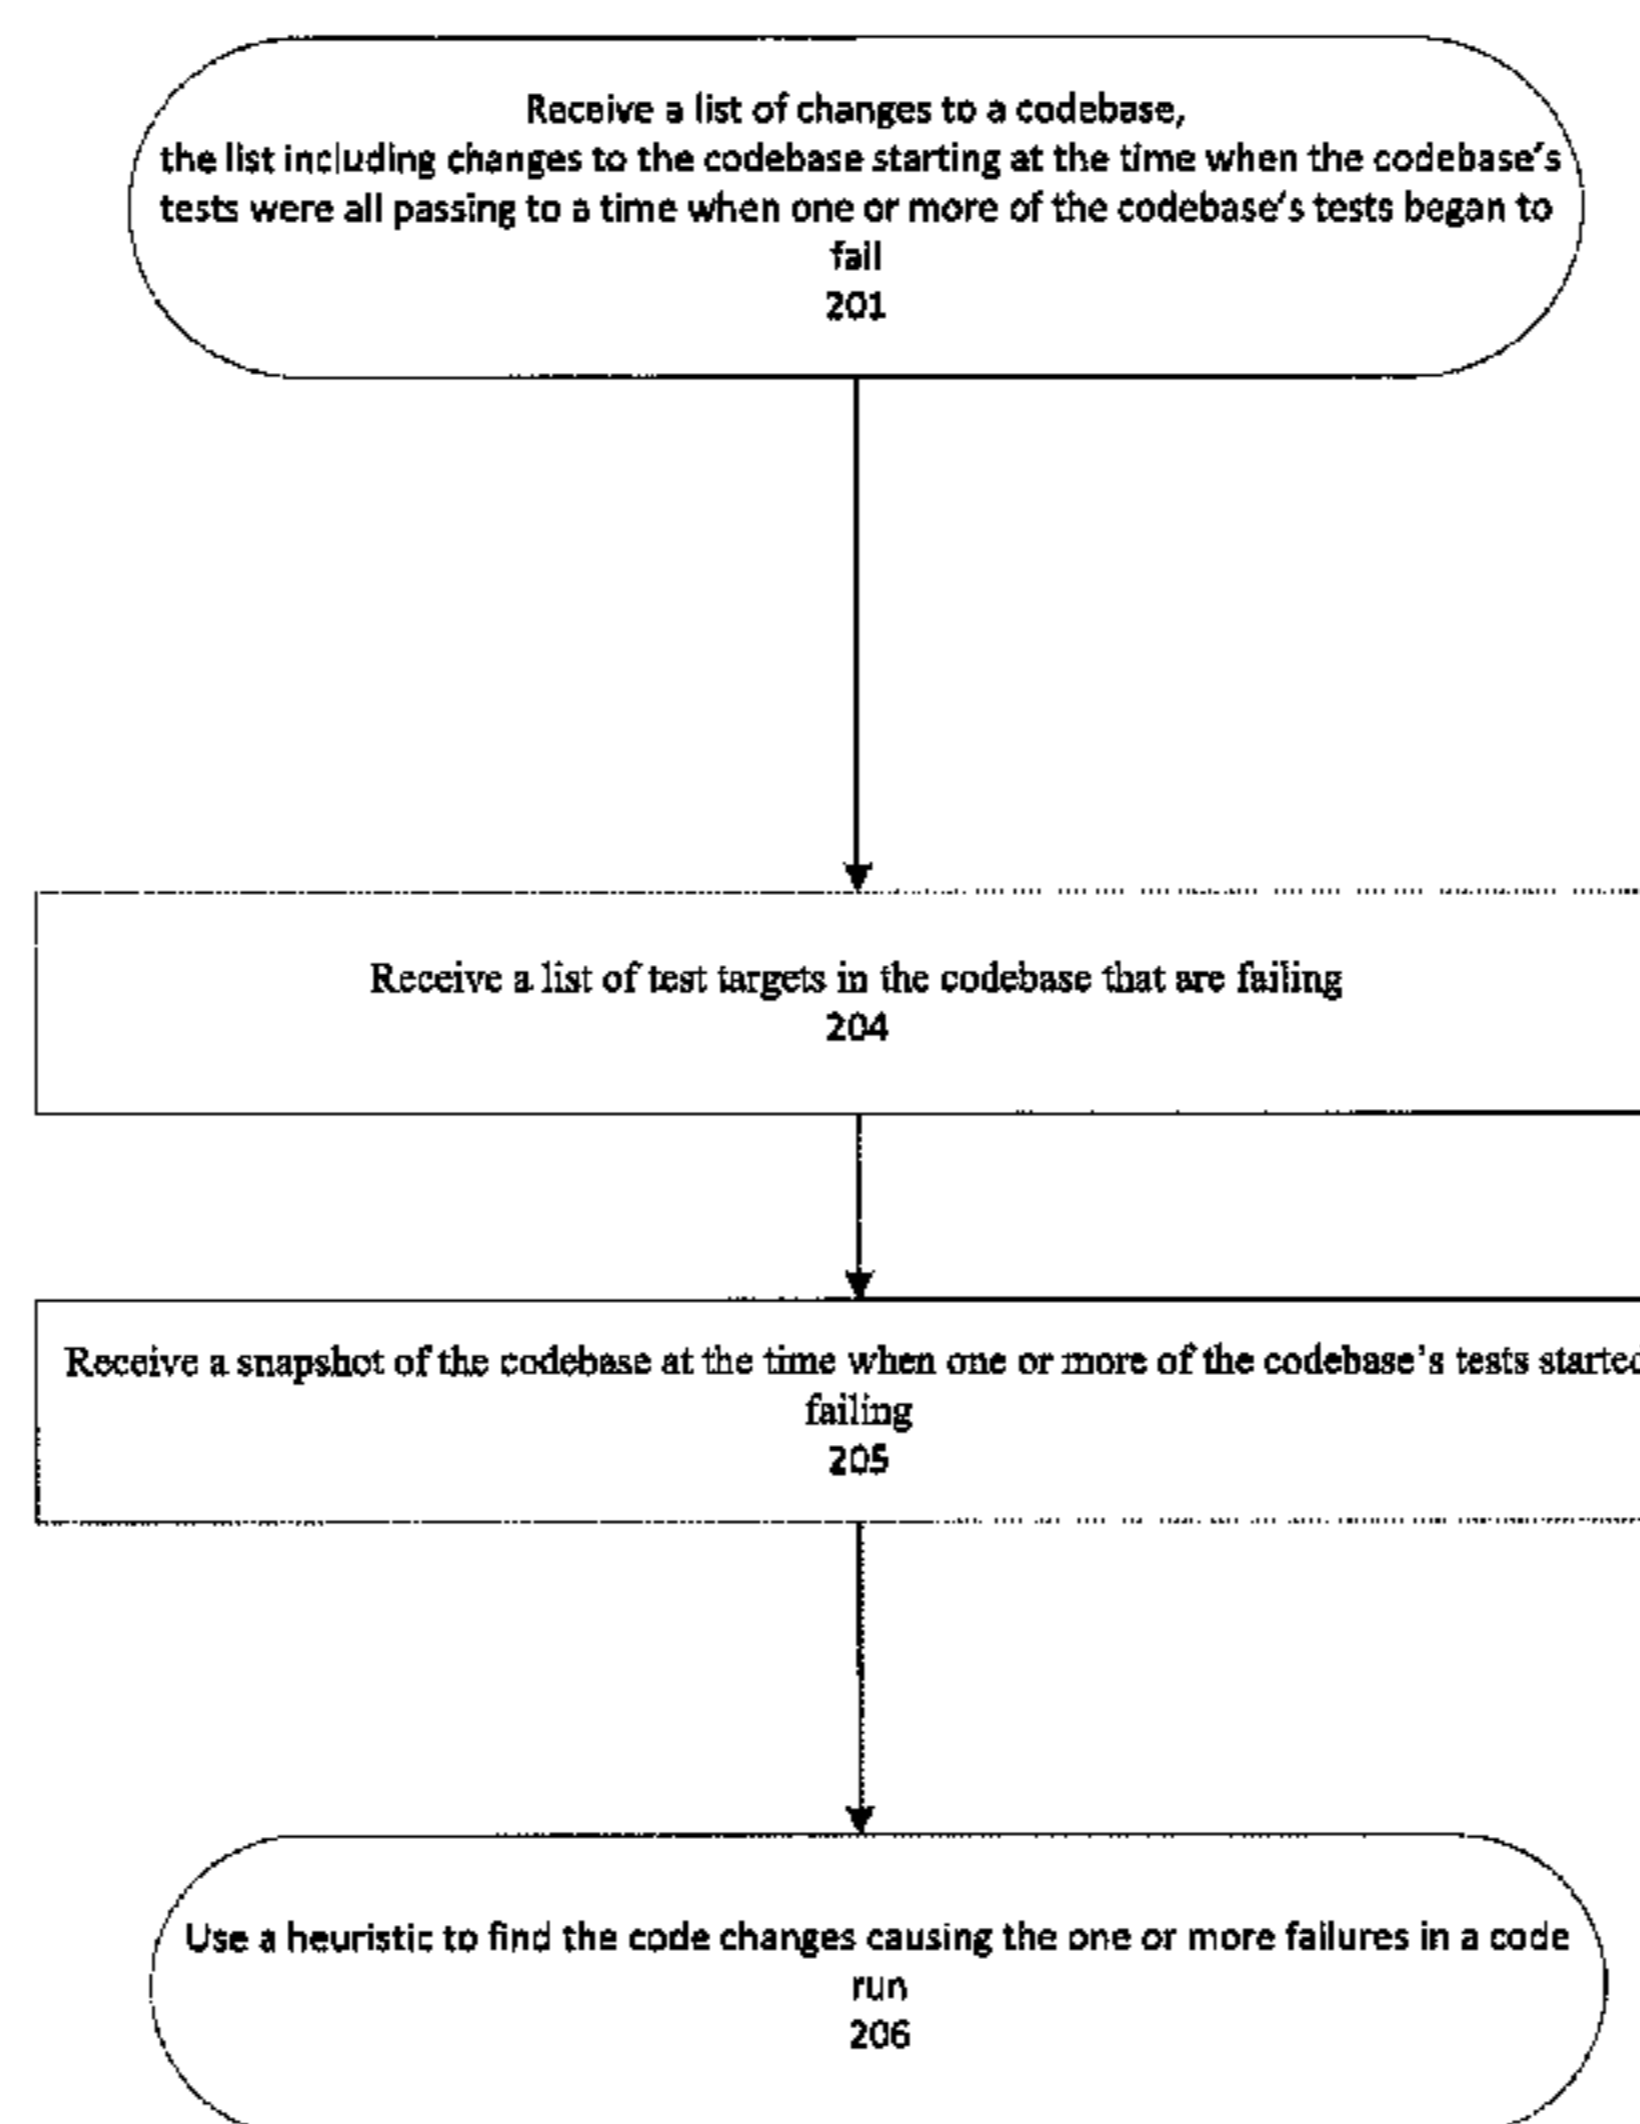 Receive a list of changes to a codebase,
the list including changes to the codebase starting at the time when the codebase's
tests were all passing to a time when one or more of the codebase's tests began to
fail
201
Receive a list of test targets in the codebase that are failing
204
Receive a snapshot of the codebase at the time when one or more of the codebase's tests started
failing
205
Use a heuristic to find the code changes causing the one or more failures in a code
run
206